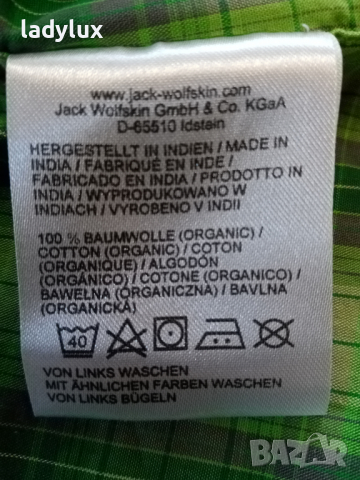 ladylux
www.jack-wolfskin.com
Jack Wolfskin GmbH & Co. KGaA
D-65510 Idstein
HERGESTELLT IN INDIEN / MADE IN
INDIA / FABRIQUÉ EN INDE /
FABRICADO EN INDIA / PRODOTTO IN
INDIA / WYPRODUKOWANO W
INDIACH / VYROBENO V INDII
100 % BAUMWOLLE (ORGANIC) /
COTTON (ORGANIC) / COTON
(ORGANIQUE) / ALGODÓN
(ORGÁNICO) / COTONE (ORGANICO) /
BAWEŁNA (ORGANICZNA) / BAVLNA
(ORGANICKÁ)
40
VON LINKS WASCHEN
MIT ÄHNLICHEN FARBEN WASCHEN
VON LINKS BÜGELN
BAZAR